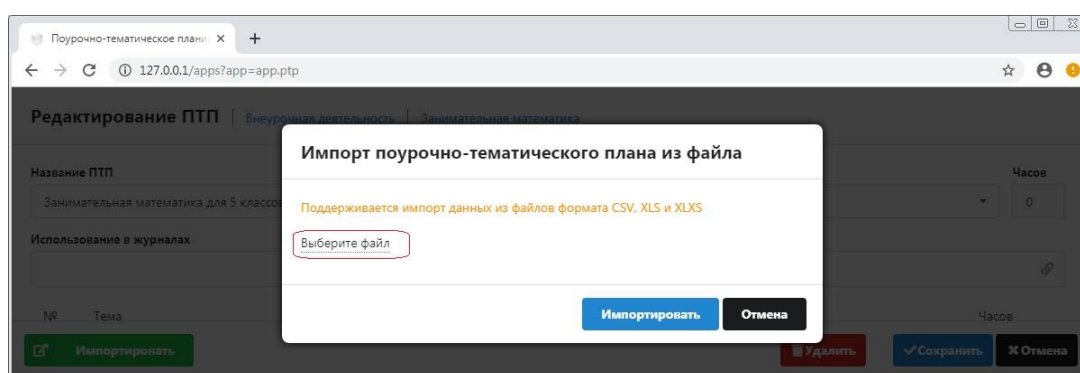 Поурочно-тематическое плани
127.0.0.1/apps?app=app.ptp
Редактирование ПТП | Внеурочная деятельность | Занимательная математика
Импорт поурочно-тематического плана из файла
Название ПТП
Часов
Занимательная математика для 5 классов
0
Поддерживается импорт данных из файлов формата CSV, XLS и XLXS
Использование в журналах
Выберите файл
№ Тема
Часов
Импортировать Отмена
Импортировать
Удалить
Сохранить
Отмена